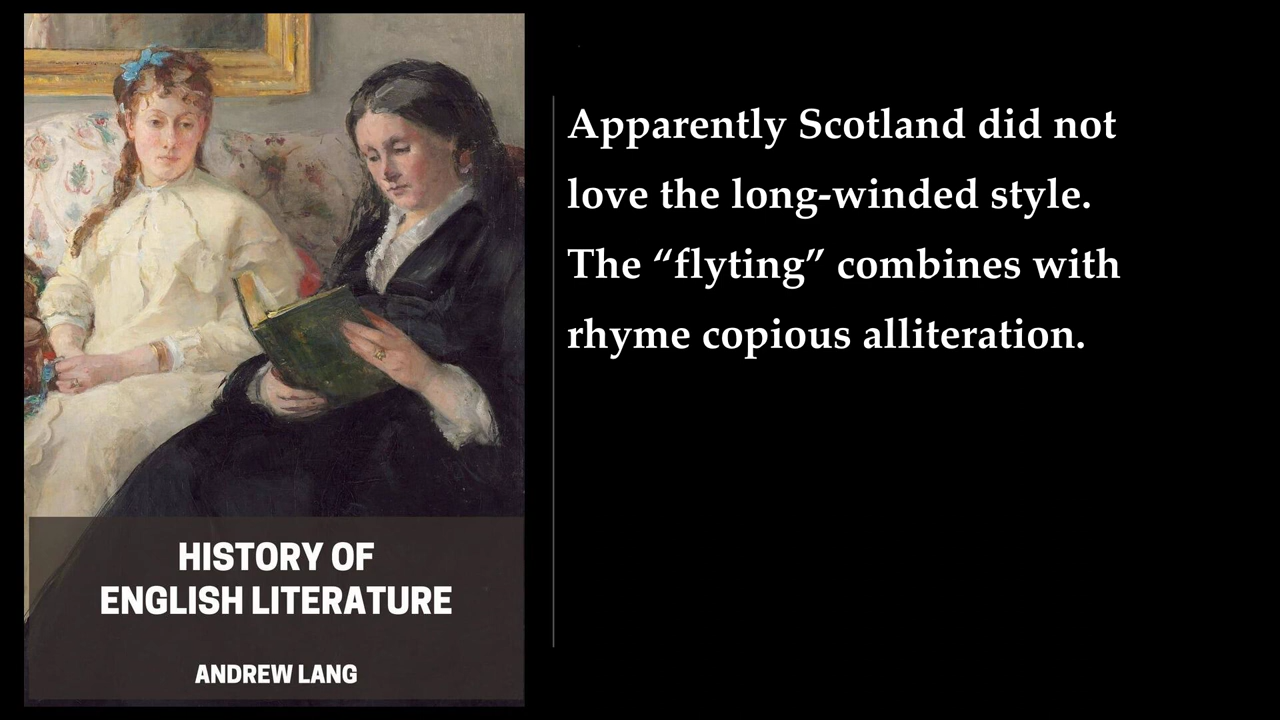 HISTORY OF
ENGLISH LITERATURE
ANDREW LANG
Apparently Scotland did not
love the long-winded style.
The “flyting” combines with
rhyme copious alliteration.